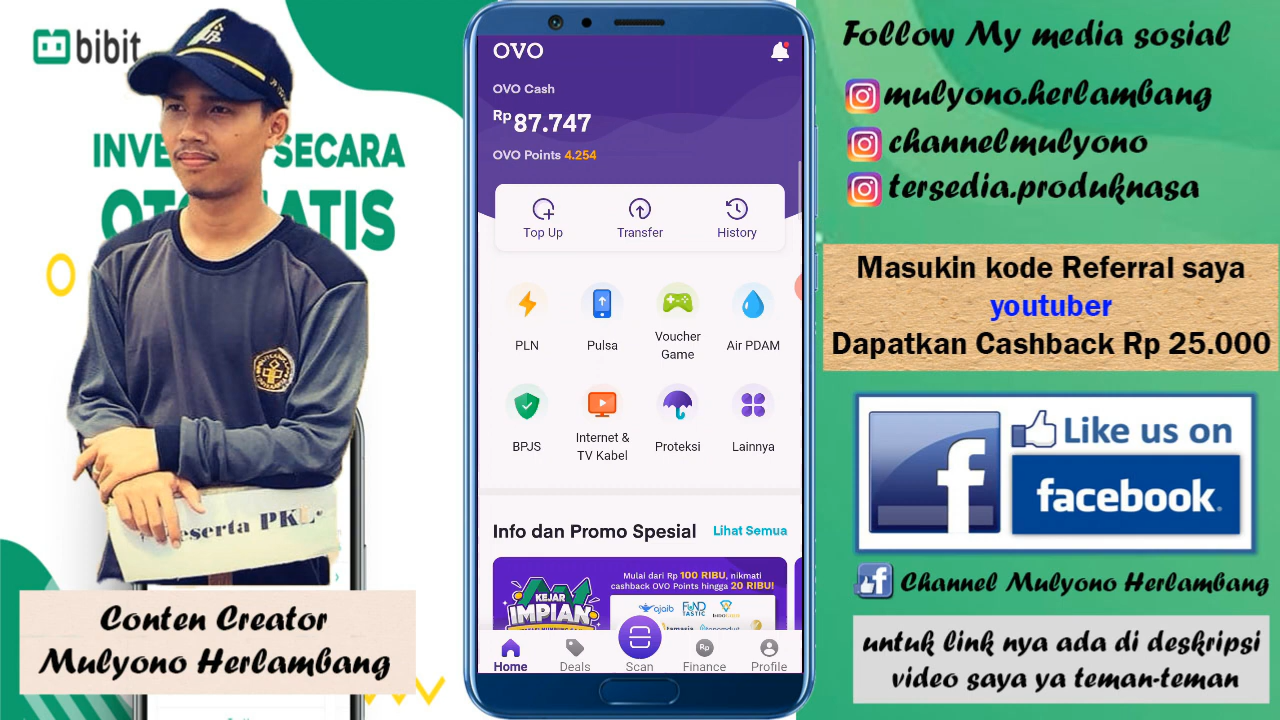 bibit
INVE SECARA
OTO ATIS
eserta PKL
Conten Creator
Mulyono Herlambang
OVO
OVO Cash
Rp87.747
OVO Points 4.254
Top Up
Transfer
History
PLN
Pulsa
Voucher
Game
Air PDAM
BPJS
Internet &
TV Kabel
Proteksi
Lainnya
Info dan Promo Spesial
Lihat Semua
KEJAR
IMPIAN
Mulai dari Rp 100 RIBU, nikmati
cashback OVO Points hingga 20 RIBU!
ajaib
FUNDTASTIC
Home
Deals
Scan
Rp
Finance
Profile
Follow My media sosial
mulyono.herlambang
channelmulyono
tersedia.produknasa
Masukin kode Referral saya
youtuber
Dapatkan Cashback Rp 25.000
f
Like us on
facebook.
Channel Mulyono Herlambang
untuk link nya ada di deskripsi
video saya ya teman-teman